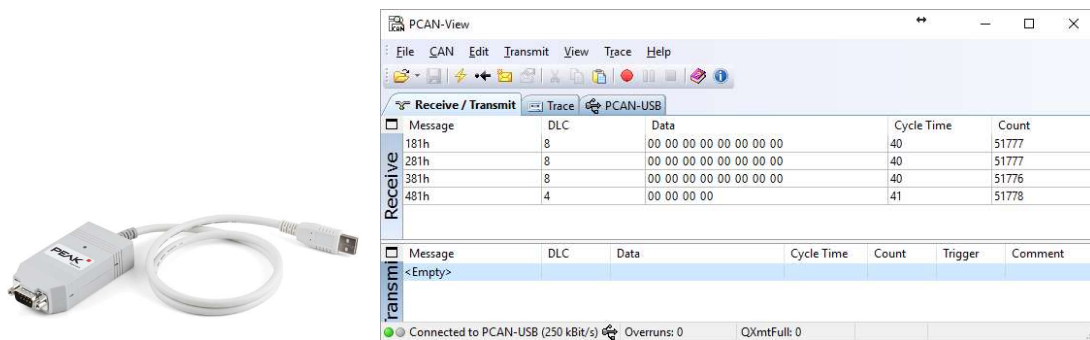 PEAK
PCAN-View
File CAN Edit Transmit View Trace Help
Receive / Transmit Trace PCAN-USB
Receive
Message DLC Data Cycle Time Count
181h 8 00 00 00 00 00 00 00 00 40 51777
281h 8 00 00 00 00 00 00 00 00 40 51777
381h 8 00 00 00 00 00 00 00 00 40 51776
481h 4 00 00 00 00 41 51778
Transmit
Message DLC Data Cycle Time Count Trigger Comment
<Empty>
Connected to PCAN-USB (250 kBit/s) Overruns: 0 QXmtFull: 0